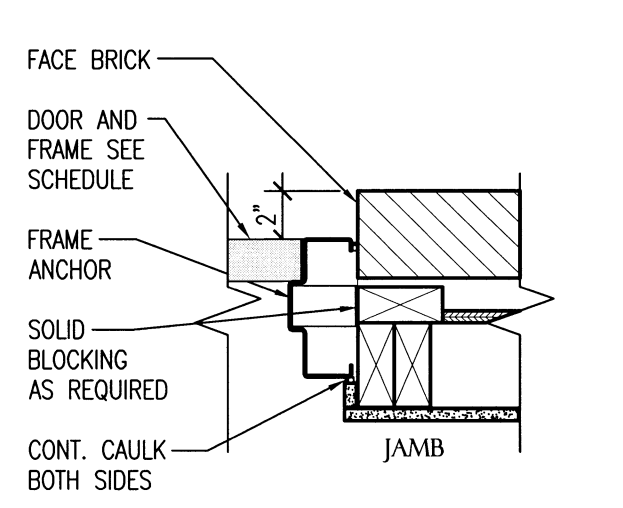 FACE BRICK
DOOR AND
FRAME SEE
SCHEDULE
2"
FRAME
ANCHOR
SOLID
BLOCKING
AS REQUIRED
CONT. CAULK
BOTH SIDES
JAMB